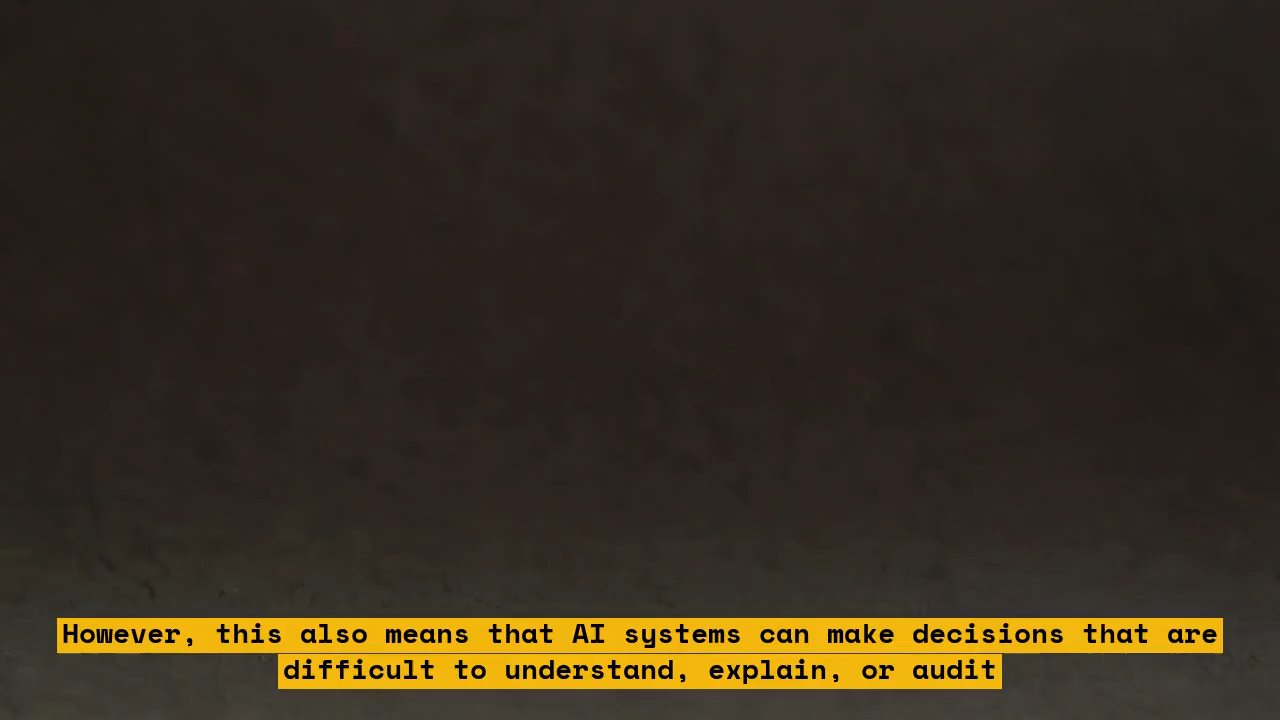 However, this also means that AI systems can make decisions that are
difficult to understand, explain, or audit